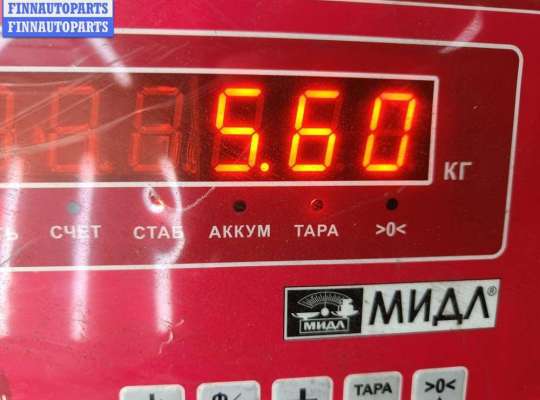 FINNAUTOPARTS
FINNAUTOPARTS
5.60 КГ
СЧЕТ СТАБ АККУМ ТАРА >0<
МИДЛ МИДЛ®
ТАРА >0<